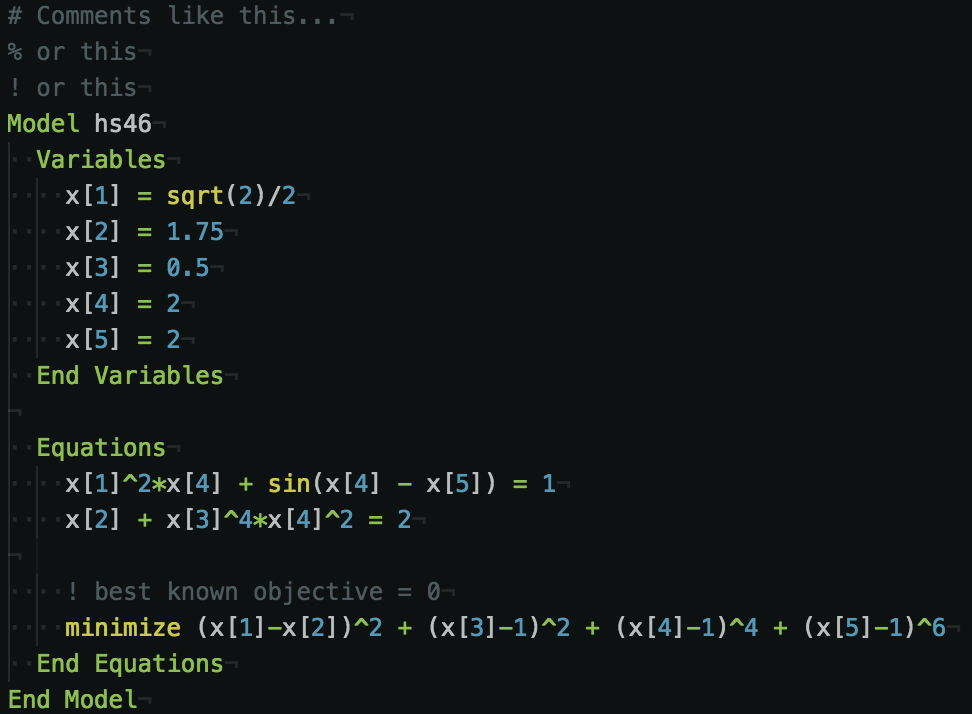 # Comments like this...
% or this
! or this
Model hs46
  Variables
    x[1] = sqrt(2)/2
    x[2] = 1.75
    x[3] = 0.5
    x[4] = 2
    x[5] = 2
  End Variables

  Equations
    x[1]^2*x[4] + sin(x[4] - x[5]) = 1
    x[2] + x[3]^4*x[4]^2 = 2

    ! best known objective = 0
    minimize (x[1]-x[2])^2 + (x[3]-1)^2 + (x[4]-1)^4 + (x[5]-1)^6
  End Equations
End Model